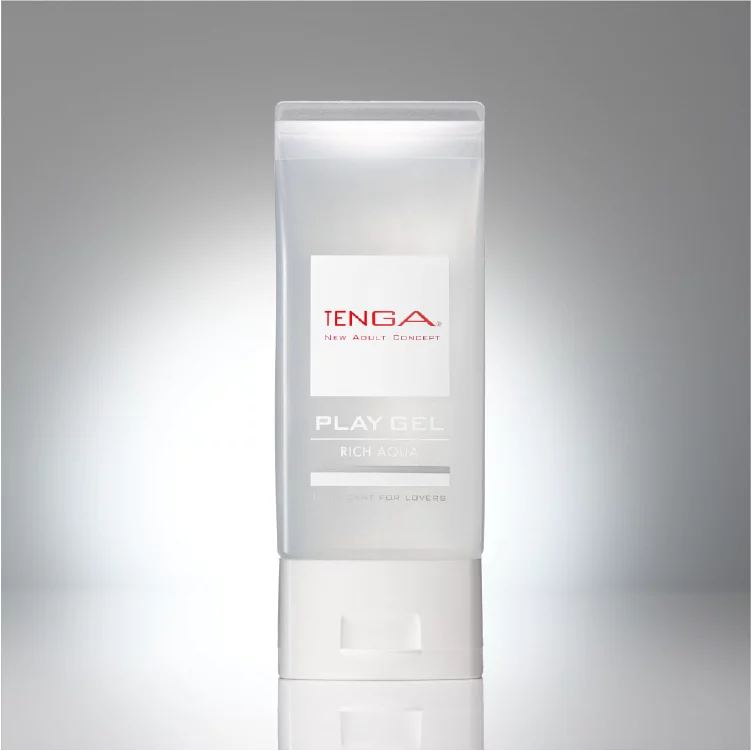 TENGA®
NEW ADULT CONCEPT
PLAY GEL
RICH AQUA
FOR LOVERS